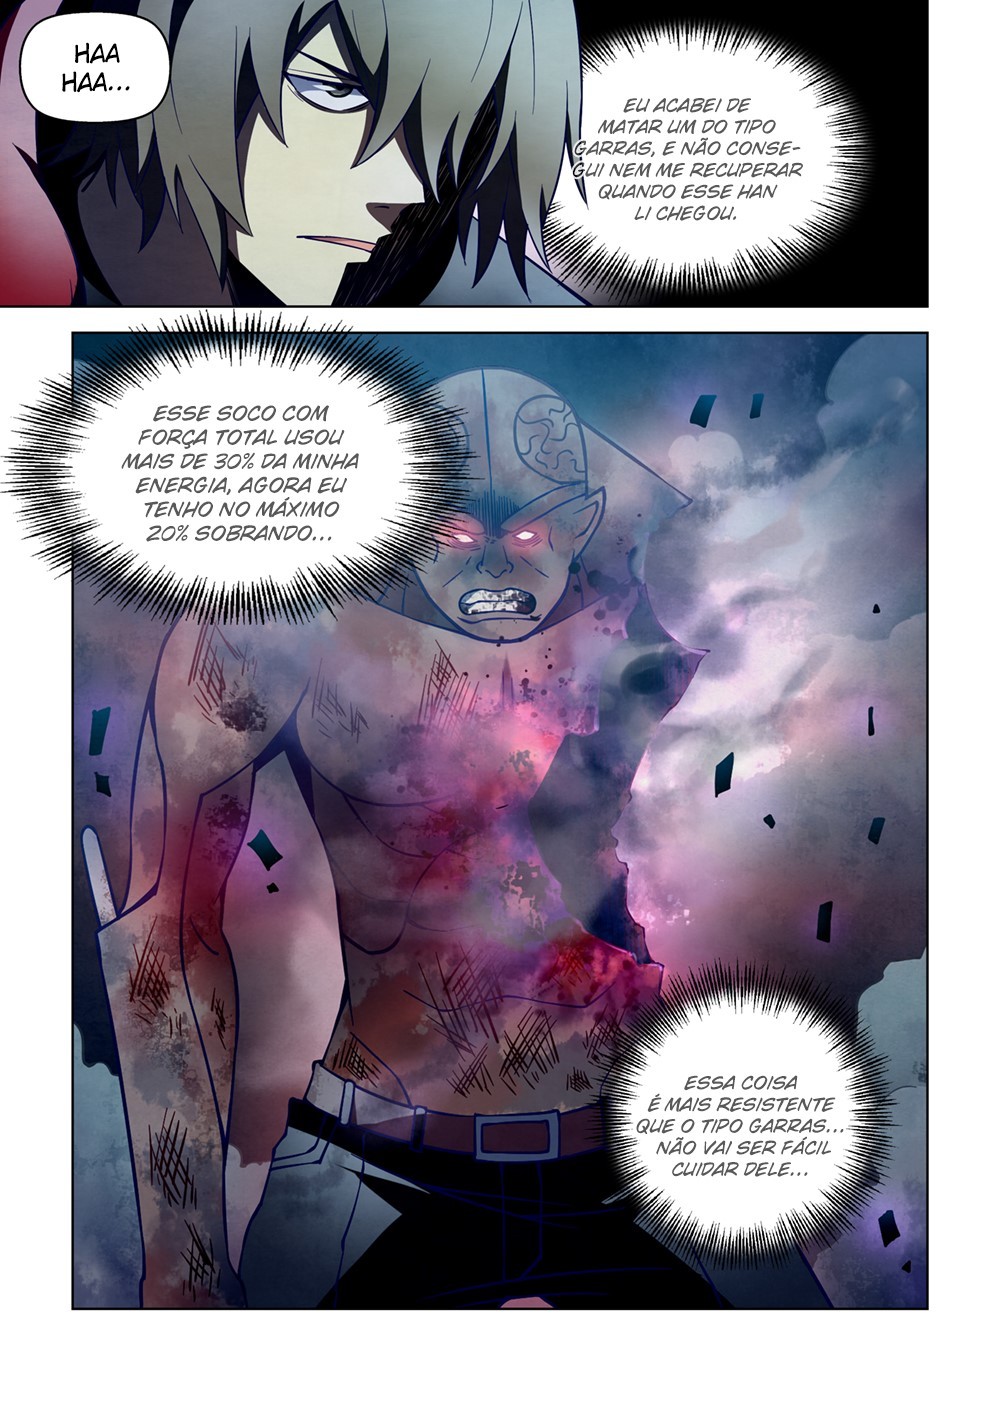 HAA
HAA...
EU ACABEI DE
MATAR UM DO TIPO
GARRAS, E NÃO CONSE-
GUI NEM ME RECUPERAR
QUANDO ESSE HAN
LI CHEGOU.
ESSE SOCO COM
FORÇA TOTAL USOU
MAIS DE 30% DA MINHA
ENERGIA, AGORA EU
TENHO NO MÁXIMO
20% SOBRANDO...
ESSA COISA
É MAIS RESISTENTE
QUE O TIPO GARRAS...
NÃO VAI SER FÁCIL
CUIDAR DELE...